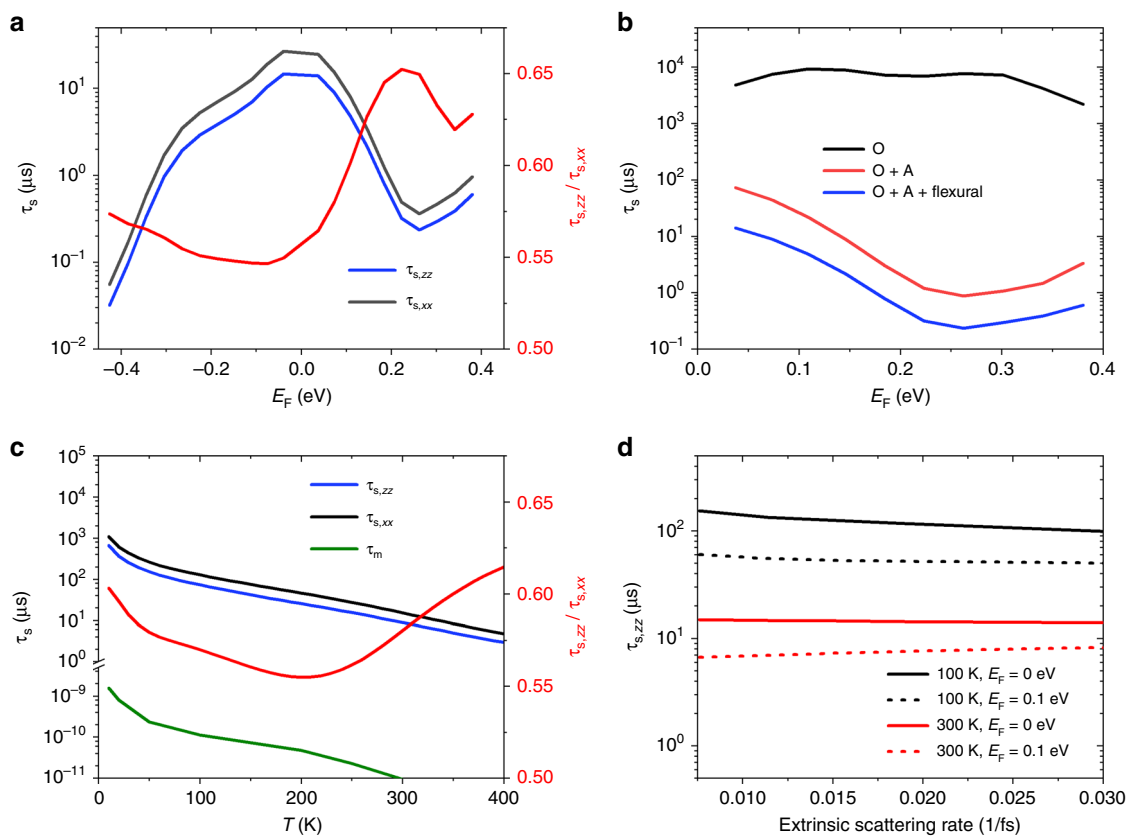 a
τs (μs)
10¹
10⁰
10⁻¹
10⁻²
−0.4
−0.2
0.0
0.2
0.4
EF (eV)
0.65
0.60
0.55
0.50
τs,zz / τs,xx
τs,zz
τs,xx
b
τs (μs)
10⁵
10⁴
10³
10²
10¹
10⁰
10⁻¹
0.0
0.1
0.2
0.3
0.4
EF (eV)
O
O + A
O + A + flexural
c
τs (μs)
10⁵
10⁴
10³
10²
10¹
10⁰
10⁻⁹
10⁻¹⁰
10⁻¹¹
0
100
200
300
400
T (K)
0.65
0.60
0.55
0.50
τs,zz / τs,xx
τs,zz
τs,xx
τm
d
τs,zz (μs)
10²
10¹
10⁰
0.010
0.015
0.020
0.025
0.030
Extrinsic scattering rate (1/fs)
100 K, EF = 0 eV
100 K, EF = 0.1 eV
300 K, EF = 0 eV
300 K, EF = 0.1 eV